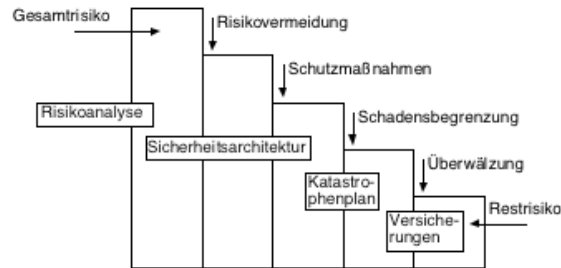 Gesamtrisiko
Risikovermeidung
Schutzmaßnahmen
Risikoanalyse
Schadensbegrenzung
Sicherheitsarchitektur
Überwälzung
Katastro-
phenplan
Restrisiko
Versiche-
rungen